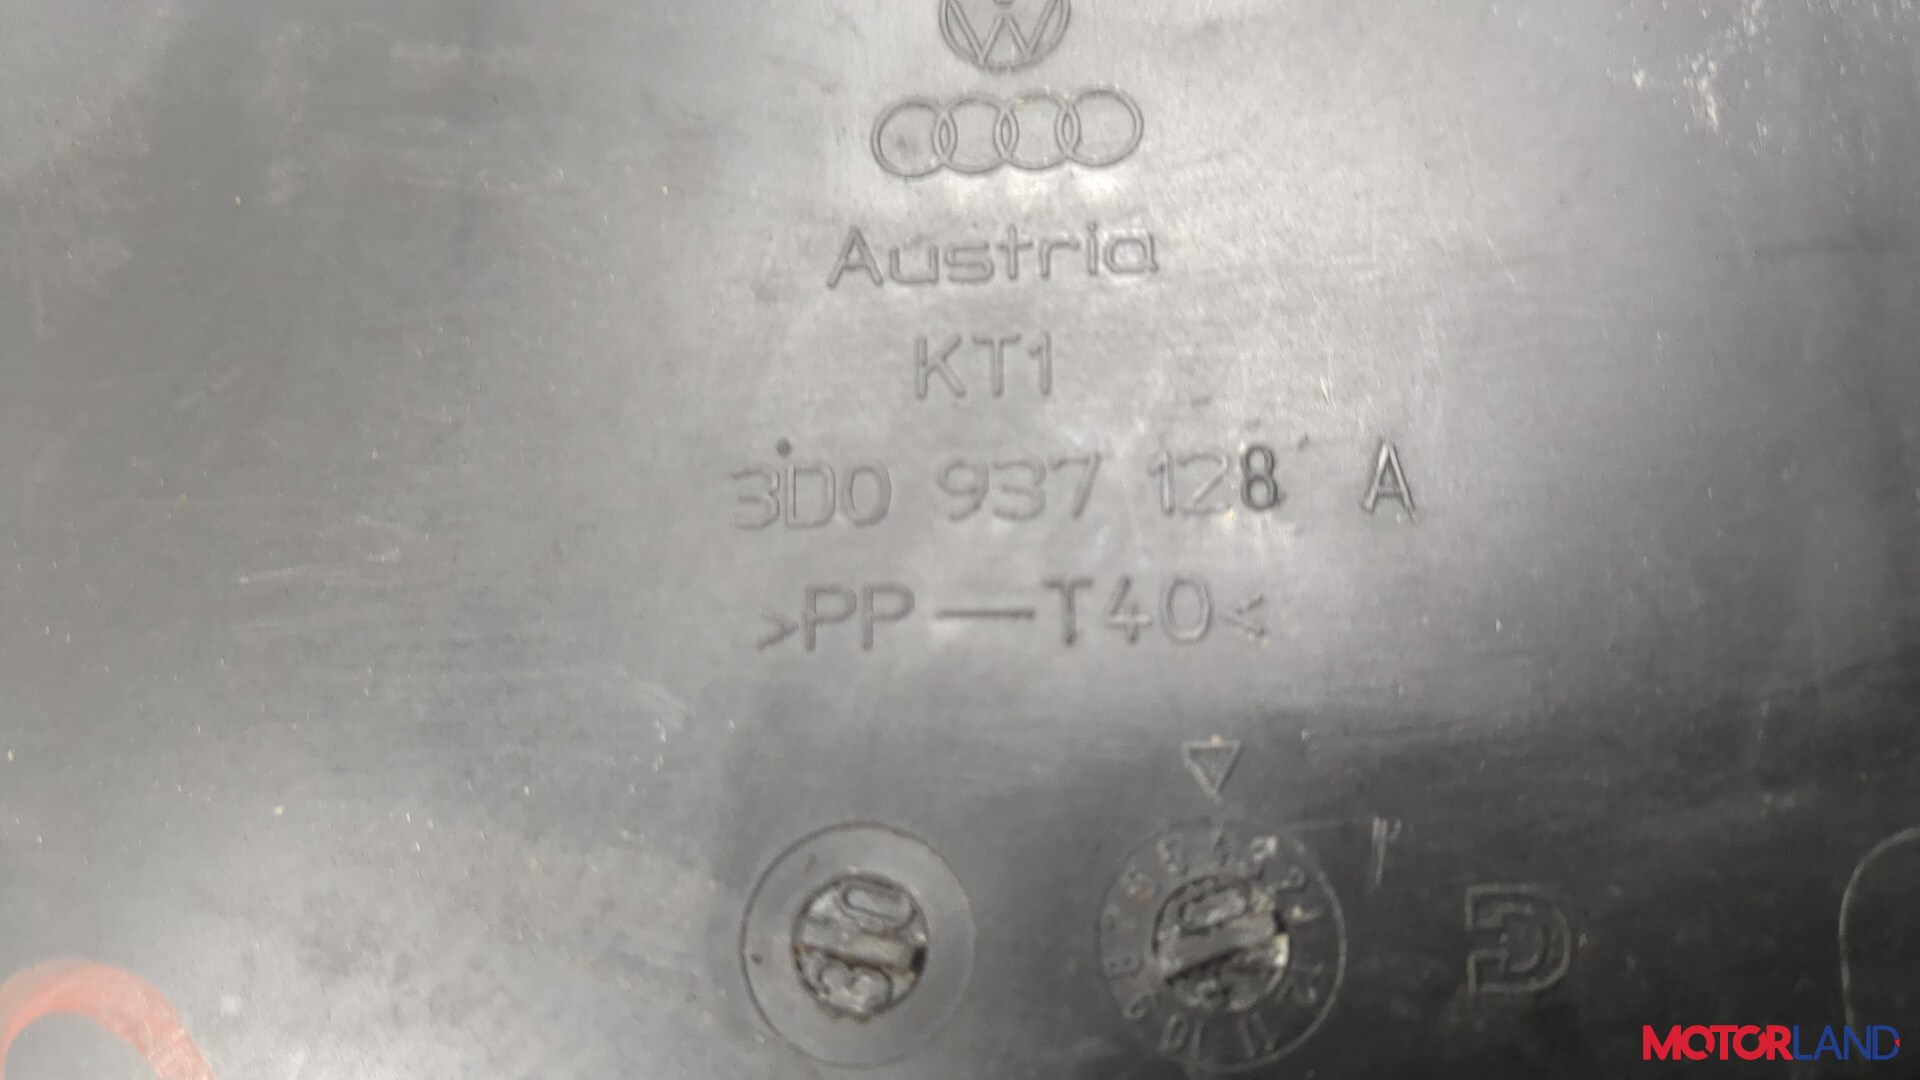 Austria
KT1
3D0 937 128 A
>PP—T40<
D
MOTORLAND